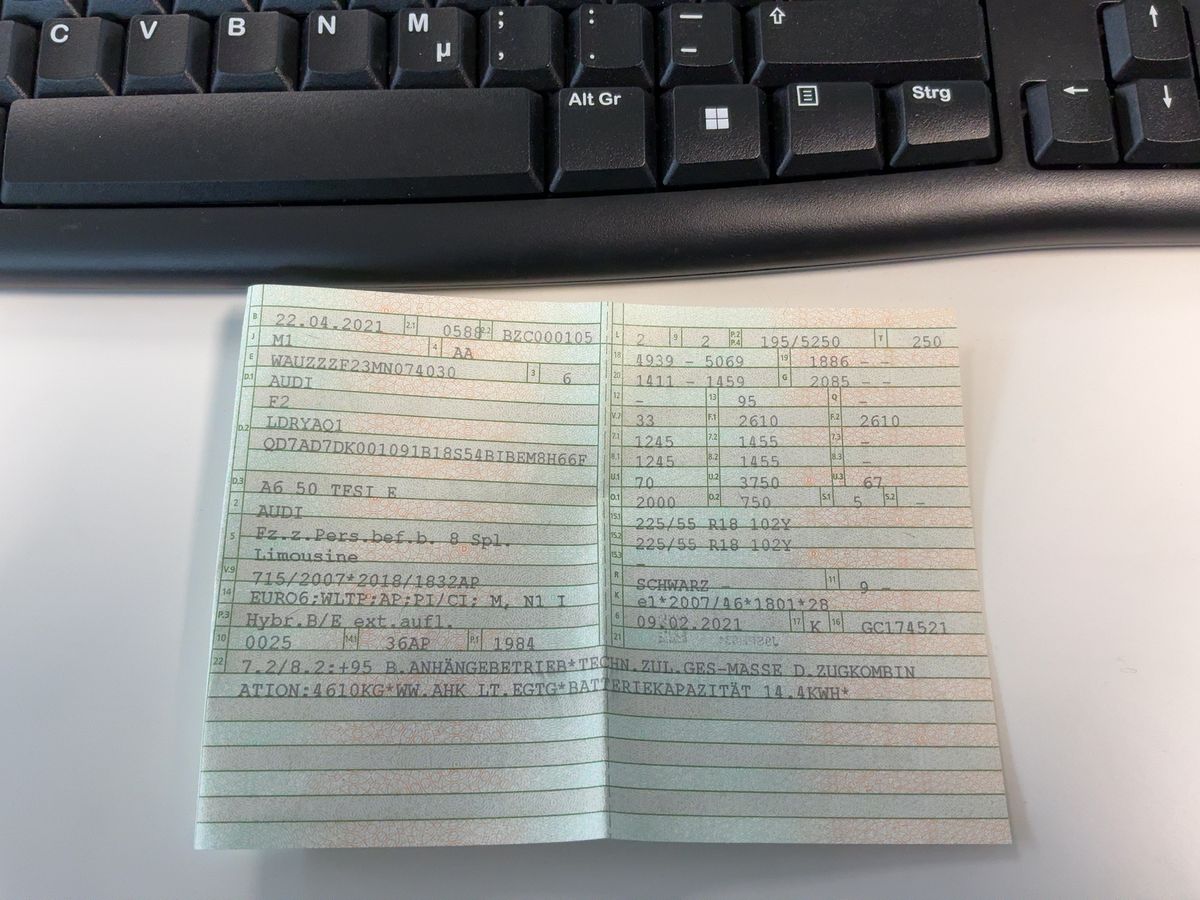 C V B N M µ ; , : . — – ⇧ ↑
Alt Gr Strg ← ↓
B 22.04.2021 2.1 0588 2.2 BZC000105
J M1 4 AA
E WAUZZZF23MN074030 3 6
D.1 AUDI
F2
D.2 LDRYAQ1
QD7AD7DK001091B18S54BIBEM8H66F
D.3 A6 50 TFSI E
2 AUDI
5 Fz.z.Pers.bef.b. 8 Spl.
Limousine
V.9 715/2007*2018/1832AP
14 EURO6;WLTP;AP;PI/CI; M, N1 I
P.3 Hybr.B/E ext.aufl.
10 0025 14.1 36AP P.1 1984
L 2 9 2 P.2 P.4 195/5250 T 250
18 4939 - 5069 19 1886 - -
20 1411 - 1459 G 2085 - -
12 - 13 95 Q -
V.7 33 F.1 2610 F.2 2610
7.1 1245 7.2 1455 7.3 -
8.1 1245 8.2 1455 8.3 -
U.1 70 U.2 3750 U.3 67
O.1 2000 O.2 750 S.1 5 S.2 -
15.1 225/55 R18 102Y
15.2 225/55 R18 102Y
15.3 -
R SCHWARZ - 11 9 -
K e1*2007/46*1801*28
6 09.02.2021 17 K 16 GC174521
21
22 7.2/8.2:+95 B.ANHÄNGEBETRIEB*TECHN.ZUL.GES-MASSE D.ZUGKOMBIN
ATION:4610KG*WW.AHK LT.EGTG*BATTERIEKAPAZITÄT 14.4KWH*